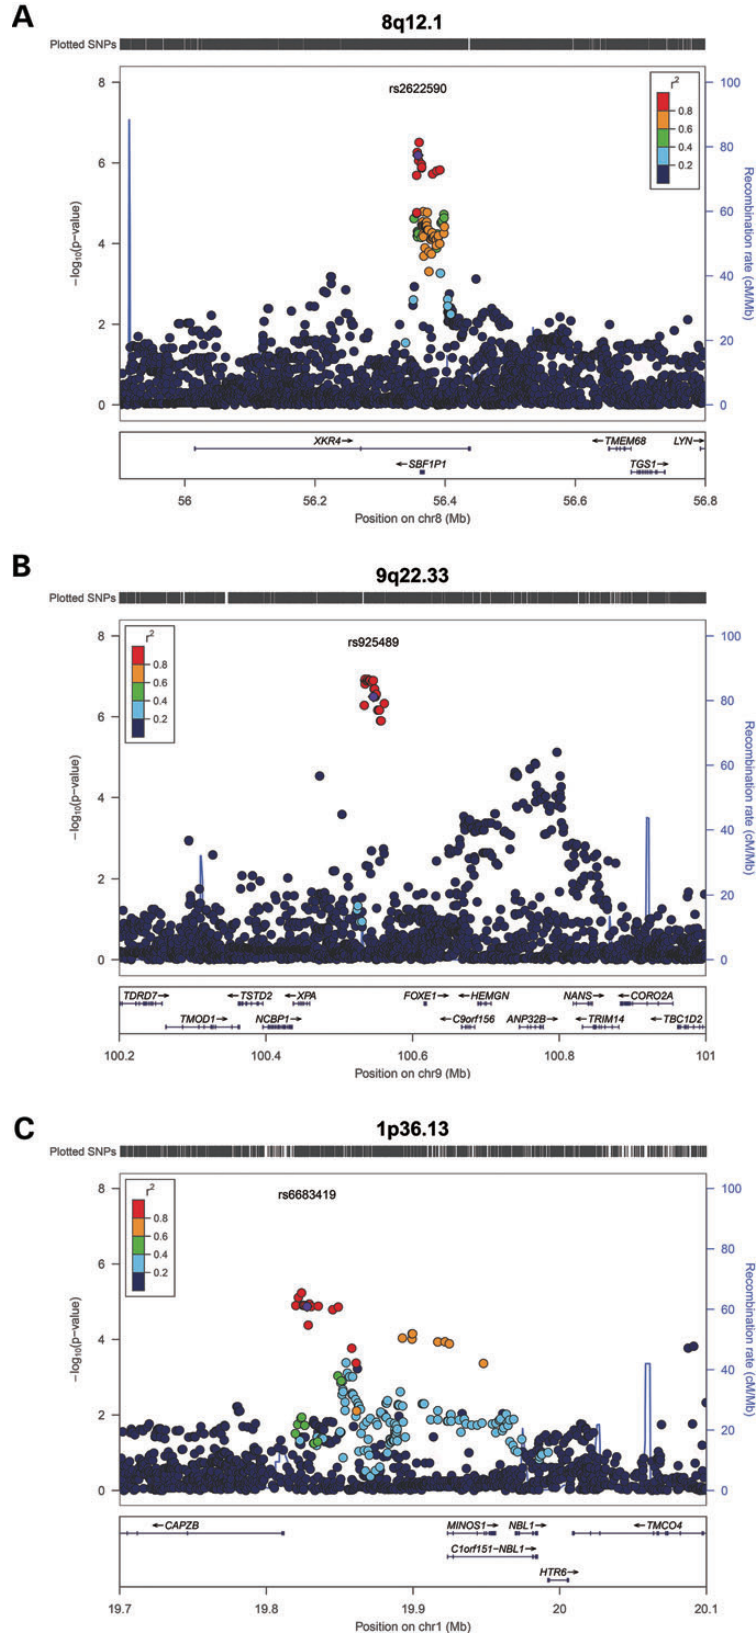 A
8q12.1
Plotted SNPs
rs2622590
r²
0.8
0.6
0.4
0.2
8
6
4
2
0
−log₁₀(p−value)
100
80
60
40
20
0
Recombination rate (cM/Mb)
XKR4→
←SBF1P1
←TMEM68
TGS1→
LYN→
56
56.2
56.4
56.6
56.8
Position on chr8 (Mb)
B
9q22.33
Plotted SNPs
rs925489
r²
0.8
0.6
0.4
0.2
8
6
4
2
0
−log₁₀(p−value)
100
80
60
40
20
0
Recombination rate (cM/Mb)
TDRD7→ ←TSTD2 ←XPA FOXE1→ ←HEMGN NANS→ ←CORO2A
TMOD1→ NCBP1→ ←C9orf156 ANP32B→ ←TRIM14 ←TBC1D2
100.2
100.4
100.6
100.8
101
Position on chr9 (Mb)
C
1p36.13
Plotted SNPs
rs6683419
r²
0.8
0.6
0.4
0.2
8
6
4
2
0
−log₁₀(p−value)
100
80
60
40
20
0
Recombination rate (cM/Mb)
←CAPZB MINOS1→ NBL1→ ←TMCO4
C1orf151−NBL1→
HTR6→
19.7
19.8
19.9
20
20.1
Position on chr1 (Mb)